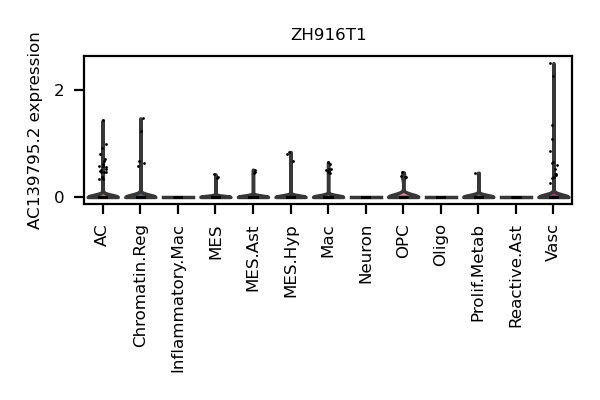 ZH916T1
AC139795.2 expression
2
0
AC
Chromatin.Reg
Inflammatory.Mac
MES
MES.Ast
MES.Hyp
Mac
Neuron
OPC
Oligo
Prolif.Metab
Reactive.Ast
Vasc